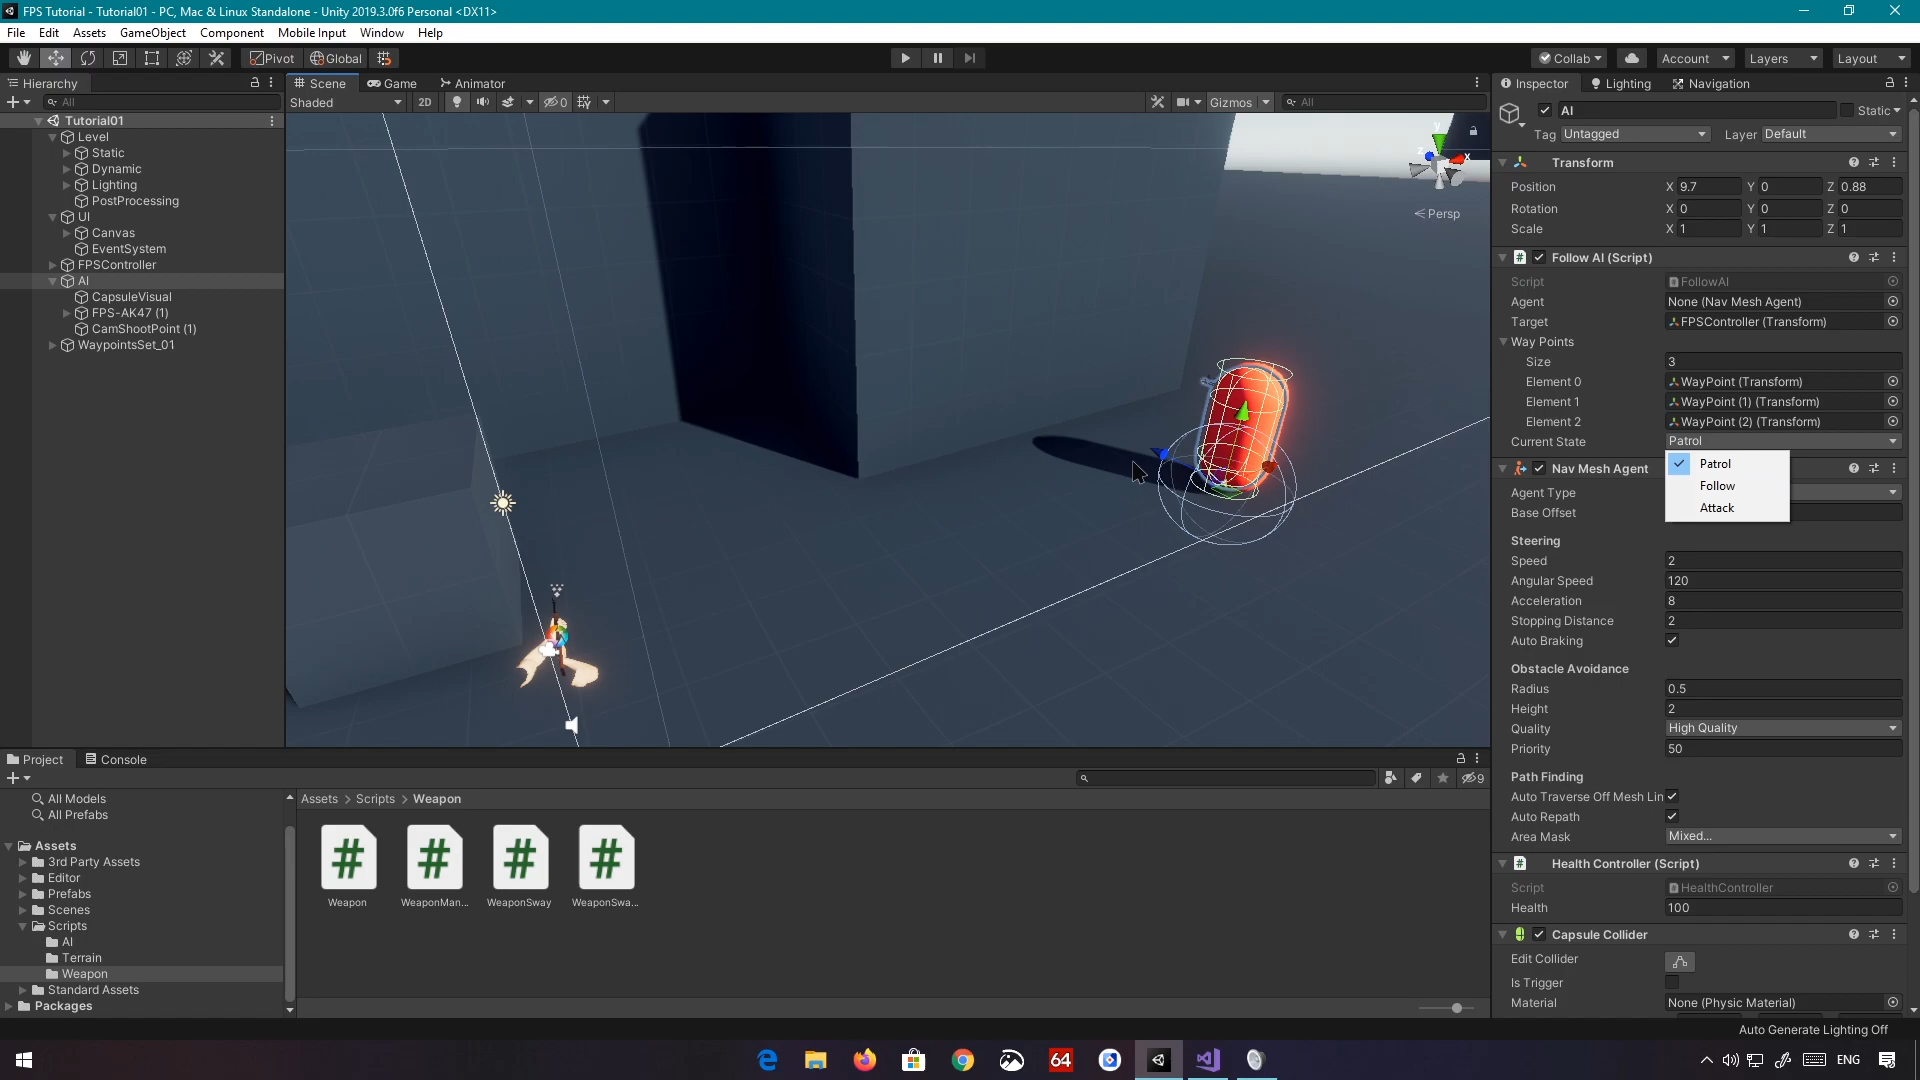 FPS Tutorial - Tutorial01 - PC, Mac & Linux Standalone - Unity 2019.3.0f6 Personal <DX11>
File Edit Assets GameObject Component Mobile Input Window Help
Pivot Global Collab Account Layers Layout
Hierarchy
All
Tutorial01
Level
Static
Dynamic
Lighting
PostProcessing
UI
Canvas
EventSystem
FPSController
AI
CapsuleVisual
FPS-AK47 (1)
CamShootPoint (1)
WaypointsSet_01
Scene Game Animator
Shaded 2D 0 Gizmos All
y
x
z
Persp
Inspector Lighting Navigation
AI Static
Tag Untagged Layer Default
Transform
Position X 9.7 Y 0 Z 0.88
Rotation X 0 Y 0 Z 0
Scale X 1 Y 1 Z 1
Follow AI (Script)
Script FollowAI
Agent None (Nav Mesh Agent)
Target FPSController (Transform)
Way Points
Size 3
Element 0 WayPoint (Transform)
Element 1 WayPoint (1) (Transform)
Element 2 WayPoint (2) (Transform)
Current State Patrol
Patrol
Follow
Attack
Nav Mesh Agent
Agent Type
Base Offset
Steering
Speed 2
Angular Speed 120
Acceleration 8
Stopping Distance 2
Auto Braking
Obstacle Avoidance
Radius 0.5
Height 2
Quality High Quality
Priority 50
Path Finding
Auto Traverse Off Mesh Lin
Auto Repath
Area Mask Mixed...
Health Controller (Script)
Script HealthController
Health 100
Capsule Collider
Edit Collider
Is Trigger
Material None (Physic Material)
Project Console
9
All Models
All Prefabs
Assets
3rd Party Assets
Editor
Prefabs
Scenes
Scripts
AI
Terrain
Weapon
Standard Assets
Packages
Assets > Scripts > Weapon
Weapon WeaponMan... WeaponSway WeaponSwa...
Auto Generate Lighting Off
64
ENG